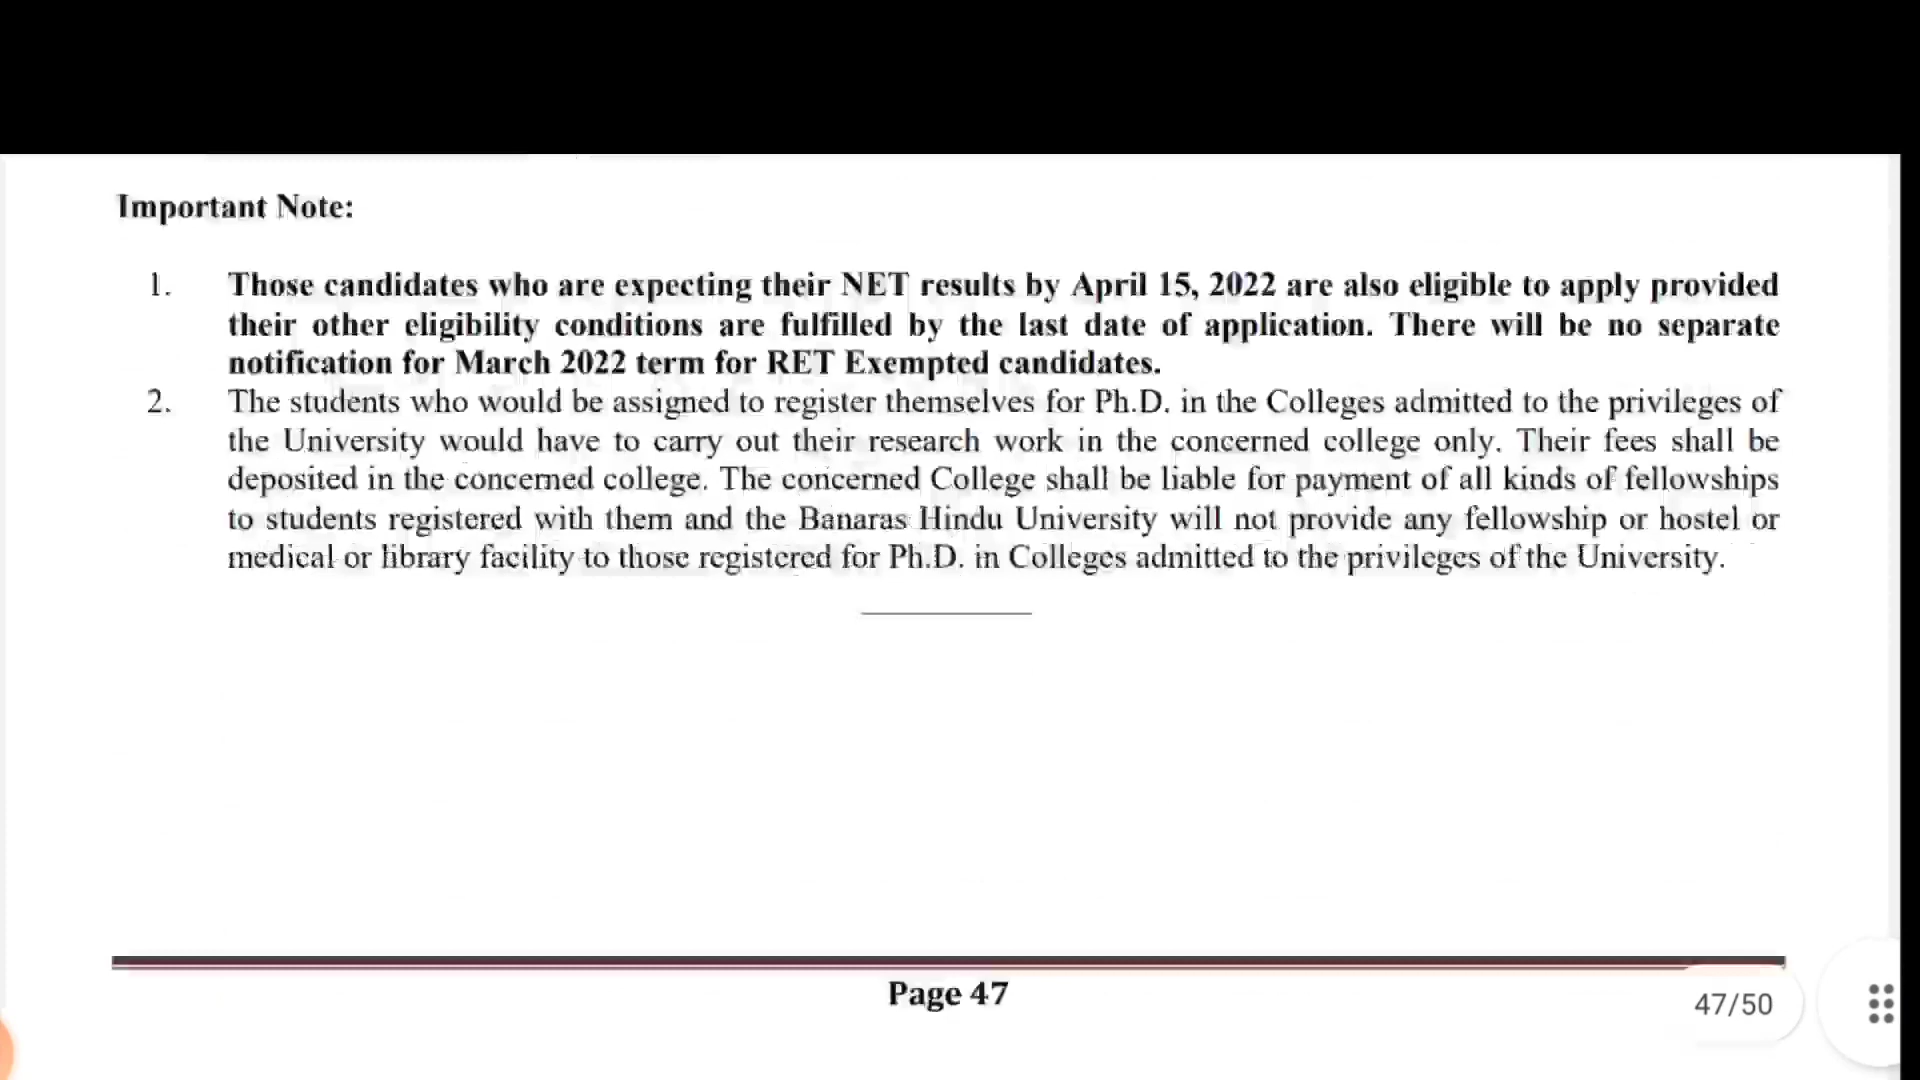 Important Note:
1. Those candidates who are expecting their NET results by April 15, 2022 are also eligible to apply provided
their other eligibility conditions are fulfilled by the last date of application. There will be no separate
notification for March 2022 term for RET Exempted candidates.
2. The students who would be assigned to register themselves for Ph.D. in the Colleges admitted to the privileges of
the University would have to carry out their research work in the concerned college only. Their fees shall be
deposited in the concerned college. The concerned College shall be liable for payment of all kinds of fellowships
to students registered with them and the Banaras Hindu University will not provide any fellowship or hostel or
medical or library facility to those registered for Ph.D. in Colleges admitted to the privileges of the University.
Page 47
47/50